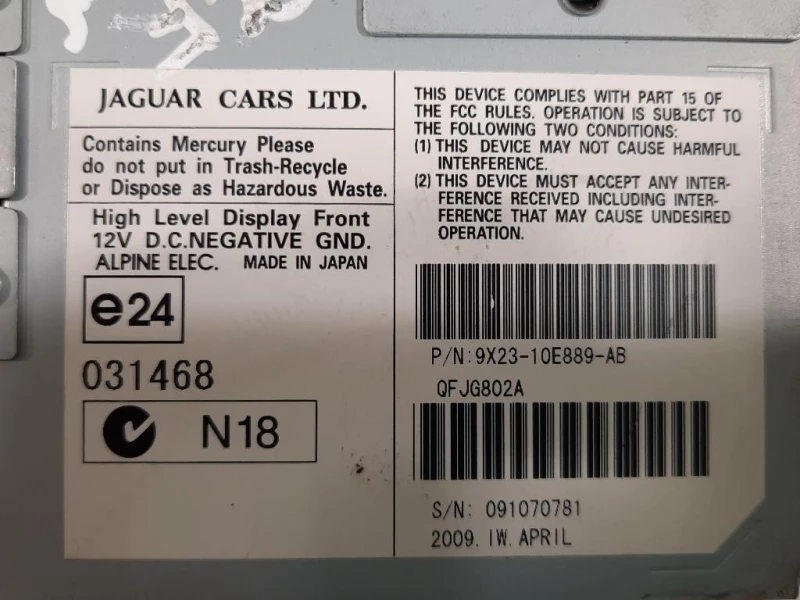 JAGUAR CARS LTD.
Contains Mercury Please
do not put in Trash-Recycle
or Dispose as Hazardous Waste.
High Level Display Front
12V D.C.NEGATIVE GND.
ALPINE ELEC. MADE IN JAPAN
e24
031468
N18
THIS DEVICE COMPLIES WITH PART 15 OF
THE FCC RULES. OPERATION IS SUBJECT TO
THE FOLLOWING TWO CONDITIONS:
(1) THIS DEVICE MAY NOT CAUSE HARMFUL
INTERFERENCE.
(2) THIS DEVICE MUST ACCEPT ANY INTER-
FERENCE RECEIVED INCLUDING INTER-
FERENCE THAT MAY CAUSE UNDESIRED
OPERATION.
P/N:9X23-10E889-AB
QFJG802A
S/N: 091070781
2009. IW. APRIL